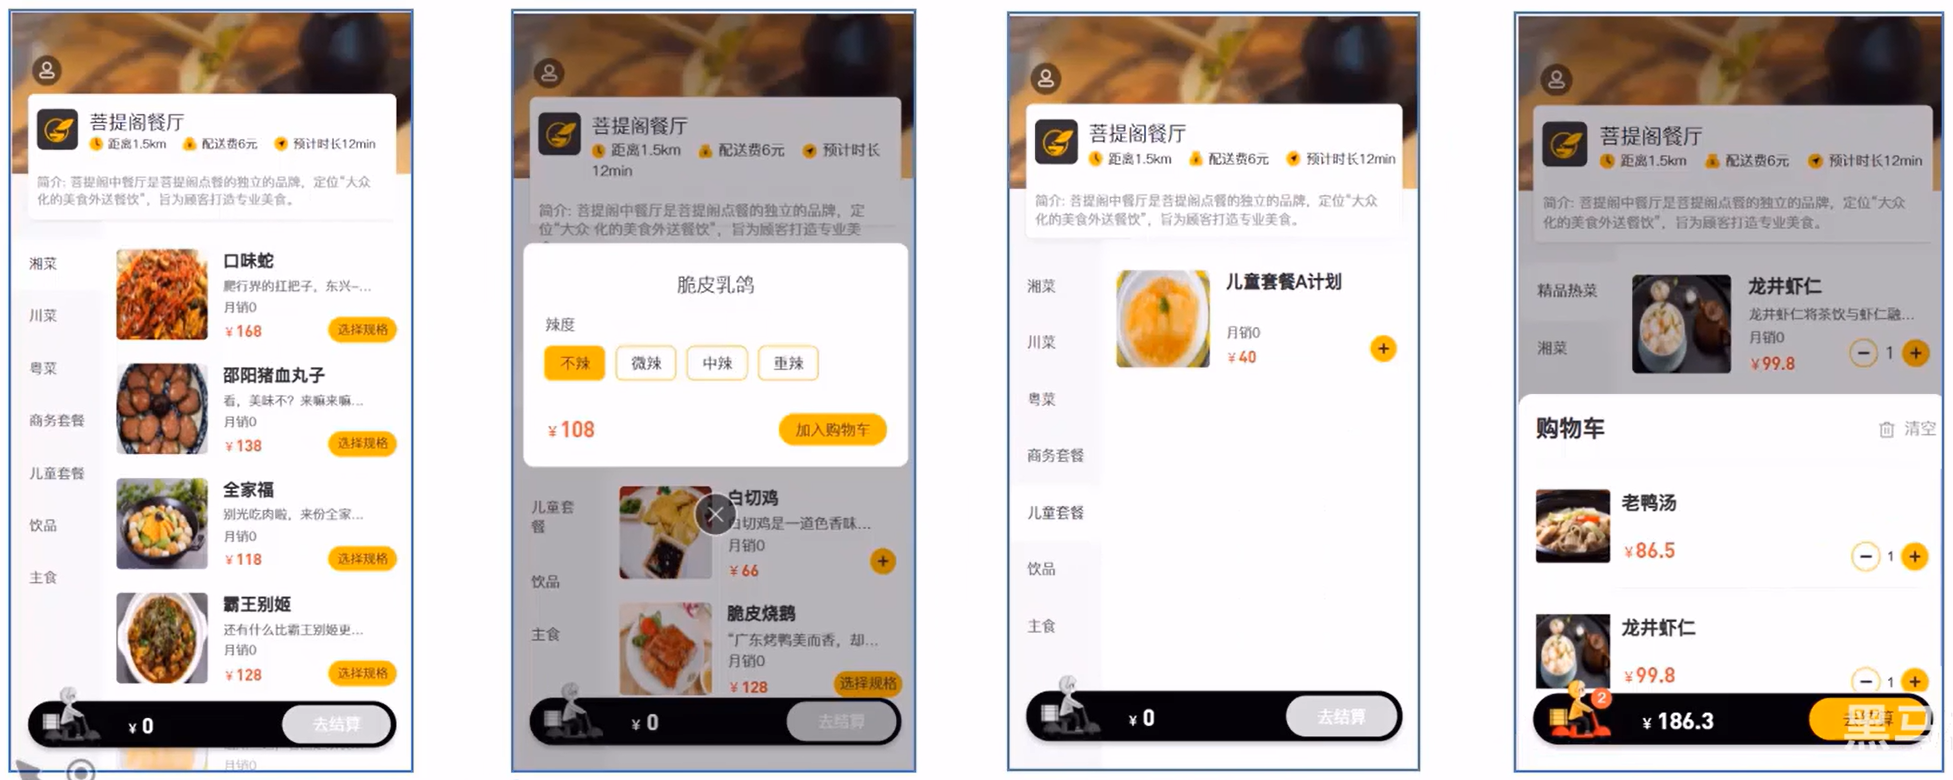 菩提阁餐厅
距离1.5km 配送费6元 预计时长12min
简介: 菩提阁中餐厅是菩提阁点餐的独立的品牌，定位“大众
化的美食外送餐饮”，旨为顾客打造专业美食。
湘菜
川菜
粤菜
商务套餐
儿童套餐
饮品
主食
口味蛇
爬行界的扛把子，东兴–...
月销0
¥168 选择规格
邵阳猪血丸子
看，美味不？来嘛来嘛...
月销0
¥138 选择规格
全家福
别光吃肉啦，来份全家...
月销0
¥118 选择规格
霸王别姬
还有什么比霸王别姬更...
月销0
¥128 选择规格
¥0 去结算
菩提阁餐厅
距离1.5km 配送费6元 预计时长
12min
简介: 菩提阁中餐厅是菩提阁点餐的独立的品牌，定
位“大众 化的美食外送餐饮”，旨为顾客打造专业美
脆皮乳鸽
辣度
不辣 微辣 中辣 重辣
¥108 加入购物车
儿童套
餐
饮品
主食
白切鸡
白切鸡是一道色香味...
月销0
¥66
脆皮烧鹅
“广东烤鸭美而香，却...
月销0
¥128 选择规格
¥0 去结算
菩提阁餐厅
距离1.5km 配送费6元 预计时长12min
简介: 菩提阁中餐厅是菩提阁点餐的独立的品牌，定位“大众
化的美食外送餐饮”，旨为顾客打造专业美食。
湘菜
川菜
粤菜
商务套餐
儿童套餐
饮品
主食
儿童套餐A计划
月销0
¥40
¥0 去结算
菩提阁餐厅
距离1.5km 配送费6元 预计时长12min
简介: 菩提阁中餐厅是菩提阁点餐的独立的品牌，定位“大众
化的美食外送餐饮”，旨为顾客打造专业美食。
精品热菜
湘菜
龙井虾仁
龙井虾仁将茶饮与虾仁融...
月销0
¥99.8 1
购物车 清空
老鸭汤
¥86.5 1
龙井虾仁
¥99.8 1
2
¥186.3 去结算
黑马